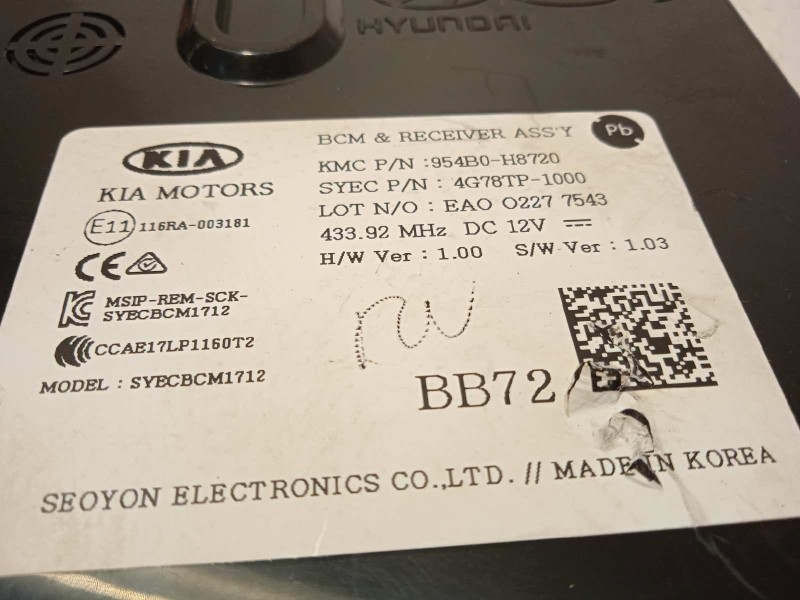 HYUNDAI
KIA
KIA MOTORS
E11 116RA-003181
CE
MSIP-REM-SCK-
SYECBCM1712
CCAE17LP1160T2
MODEL : SYECBCM1712
BCM & RECEIVER ASS'Y Pb
KMC P/N :954B0-H8720
SYEC P/N : 4G78TP-1000
LOT N/O : EAO O227 7543
433.92 MHz DC 12V
H/W Ver : 1.00 S/W Ver : 1.03
BB72
SEOYON ELECTRONICS CO.,LTD. // MADE IN KOREA